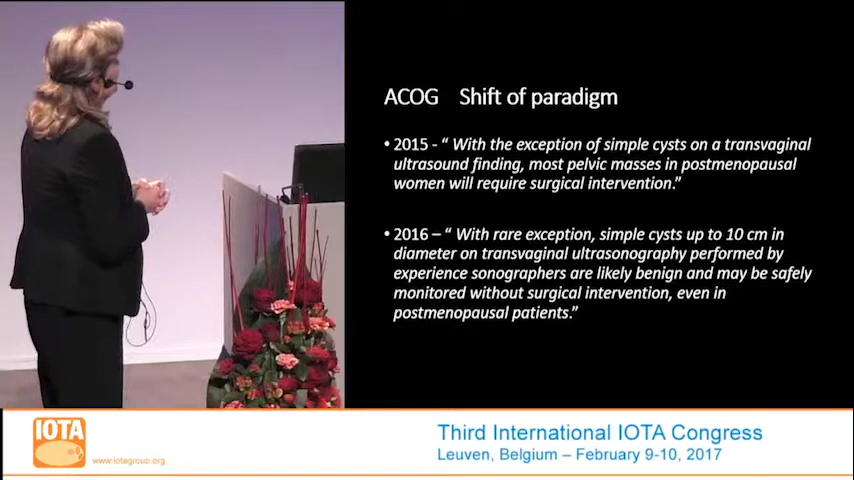 ACOG Shift of paradigm
• 2015 - “ With the exception of simple cysts on a transvaginal
ultrasound finding, most pelvic masses in postmenopausal
women will require surgical intervention.”
• 2016 – “ With rare exception, simple cysts up to 10 cm in
diameter on transvaginal ultrasonography performed by
experience sonographers are likely benign and may be safely
monitored without surgical intervention, even in
postmenopausal patients.”
IOTA
www.iotagroup.org
Third International IOTA Congress
Leuven, Belgium – February 9-10, 2017